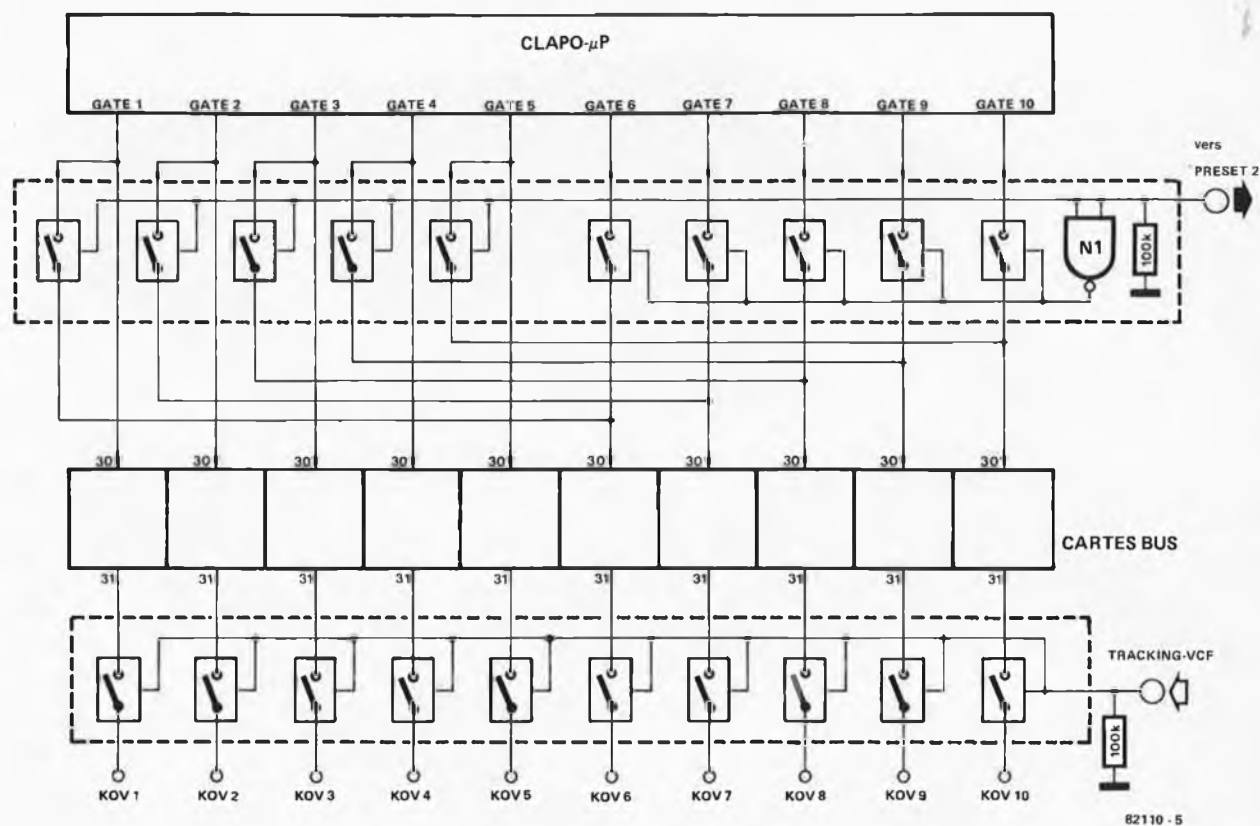 CLAPO-µP
GATE 1 GATE 2 GATE 3 GATE 4 GATE 5 GATE 6 GATE 7 GATE 8 GATE 9 GATE 10
vers
PRESET 2
N1
100k
30 30 30 30 30 30 30 30 30 30
CARTES BUS
31 31 31 31 31 31 31 31 31 31
TRACKING-VCF
100k
KOV 1 KOV 2 KOV 3 KOV 4 KOV 5 KOV 6 KOV 7 KOV 8 KOV 9 KOV 10
82110 - 5